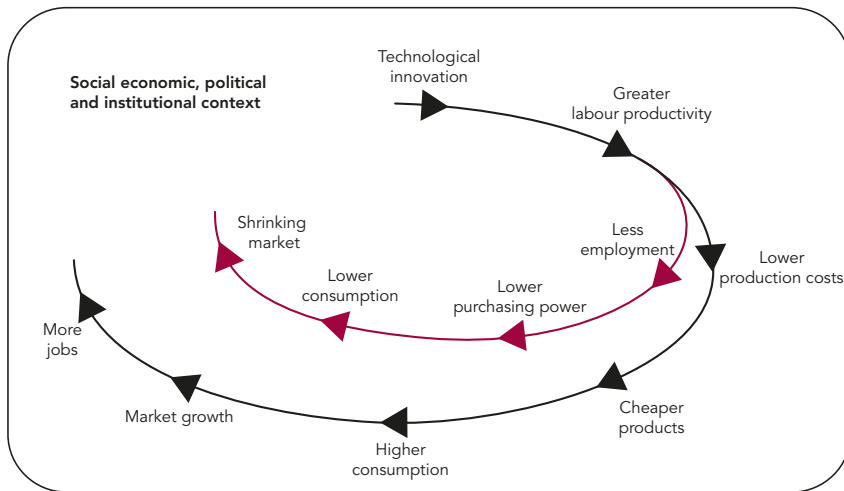 Technological
innovation
Social economic, political
and institutional context
Greater
labour productivity
Shrinking
market
Less
employment
Lower
production costs
Lower
consumption
Lower
purchasing power
More
jobs
Market growth
Cheaper
products
Higher
consumption